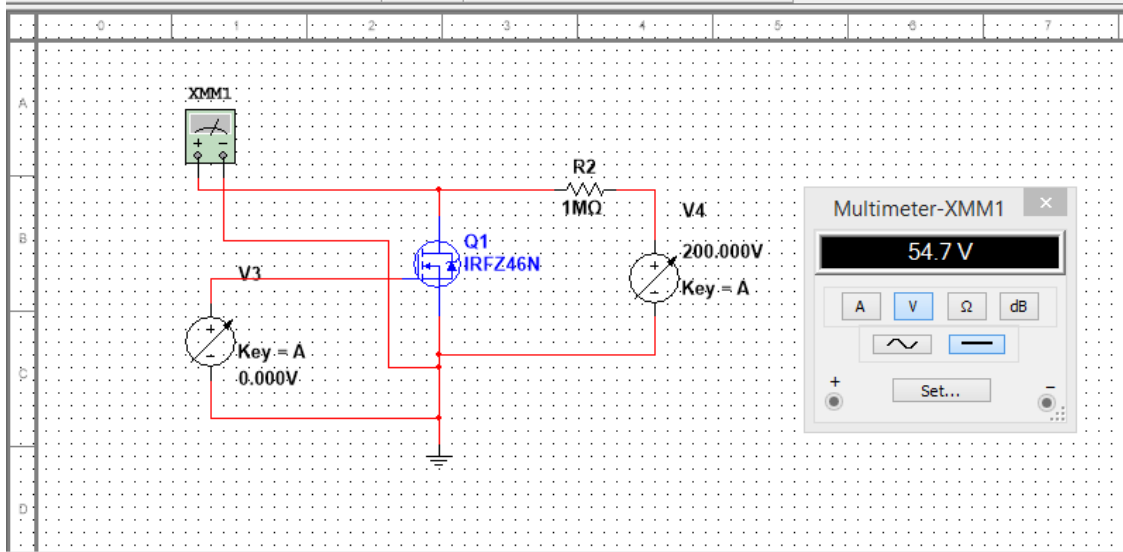 0 1 2 3 4 5 6 7
A
XMM1
R2
1MΩ
V4
Multimeter-XMM1 ×
B
Q1
IRFZ46N
200.000V
Key = A
54.7 V
V3
A V Ω dB
Key = A
0.000V
C
+ Set... −
D